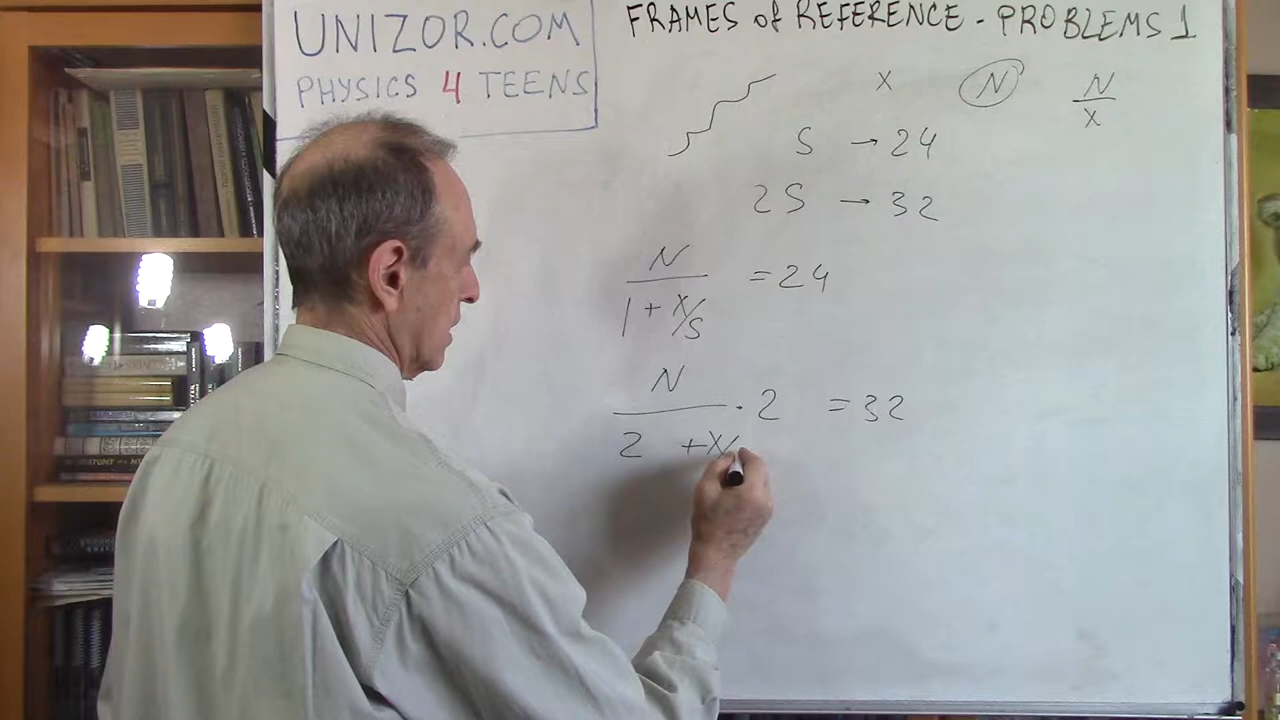 UNIZOR.COM
PHYSICS 4 TEENS
FRAMES of REFERENCE - PROBLEMS 1
X N N/X
S → 24
2S → 32
N/(1 + X/S) = 24
N/(2 + X/) · 2 = 32